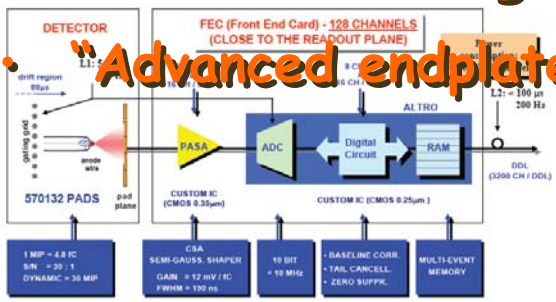 DETECTOR
FEC (Front End Card) - 128 CHANNELS
(CLOSE TO THE READOUT PLANE)
• "Advanced endplate
Power
drift region
88µs
L1: 5
L2: < 100 µs
200 Hz
ALTRO
gating grid
anode
wire
pad
plane
570132 PADS
PASA
ADC
Digital
Circuit
RAM
DDL
(3200 CH / DDL)
CUSTOM IC
(CMOS 0.35µm)
CUSTOM IC (CMOS 0.25µm )
1 MIP = 4.8 fC
S/N = 30 : 1
DYNAMIC = 30 MIP
CSA
SEMI-GAUSS. SHAPER
GAIN = 12 mV / fC
FWHM = 190 ns
10 BIT
< 10 MHz
• BASELINE CORR.
• TAIL CANCELL.
• ZERO SUPPR.
MULTI-EVENT
MEMORY